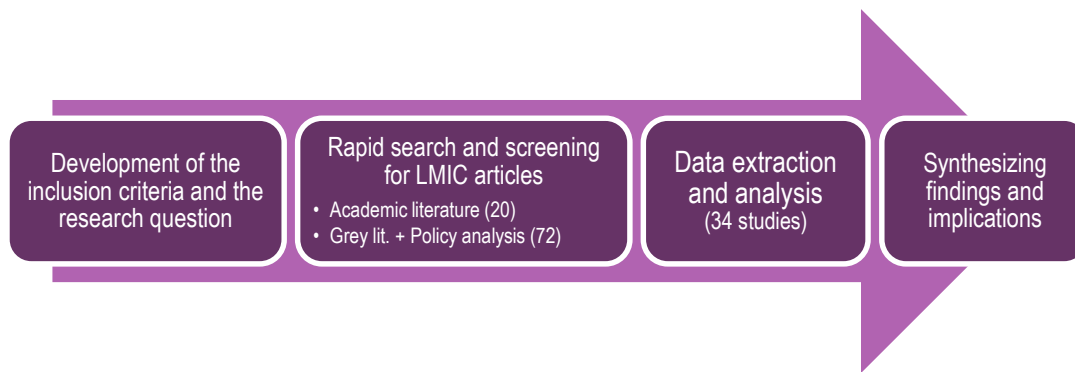 Development of the
inclusion criteria and the
research question
Rapid search and screening
for LMIC articles
• Academic literature (20)
• Grey lit. + Policy analysis (72)
Data extraction
and analysis
(34 studies)
Synthesizing
findings and
implications